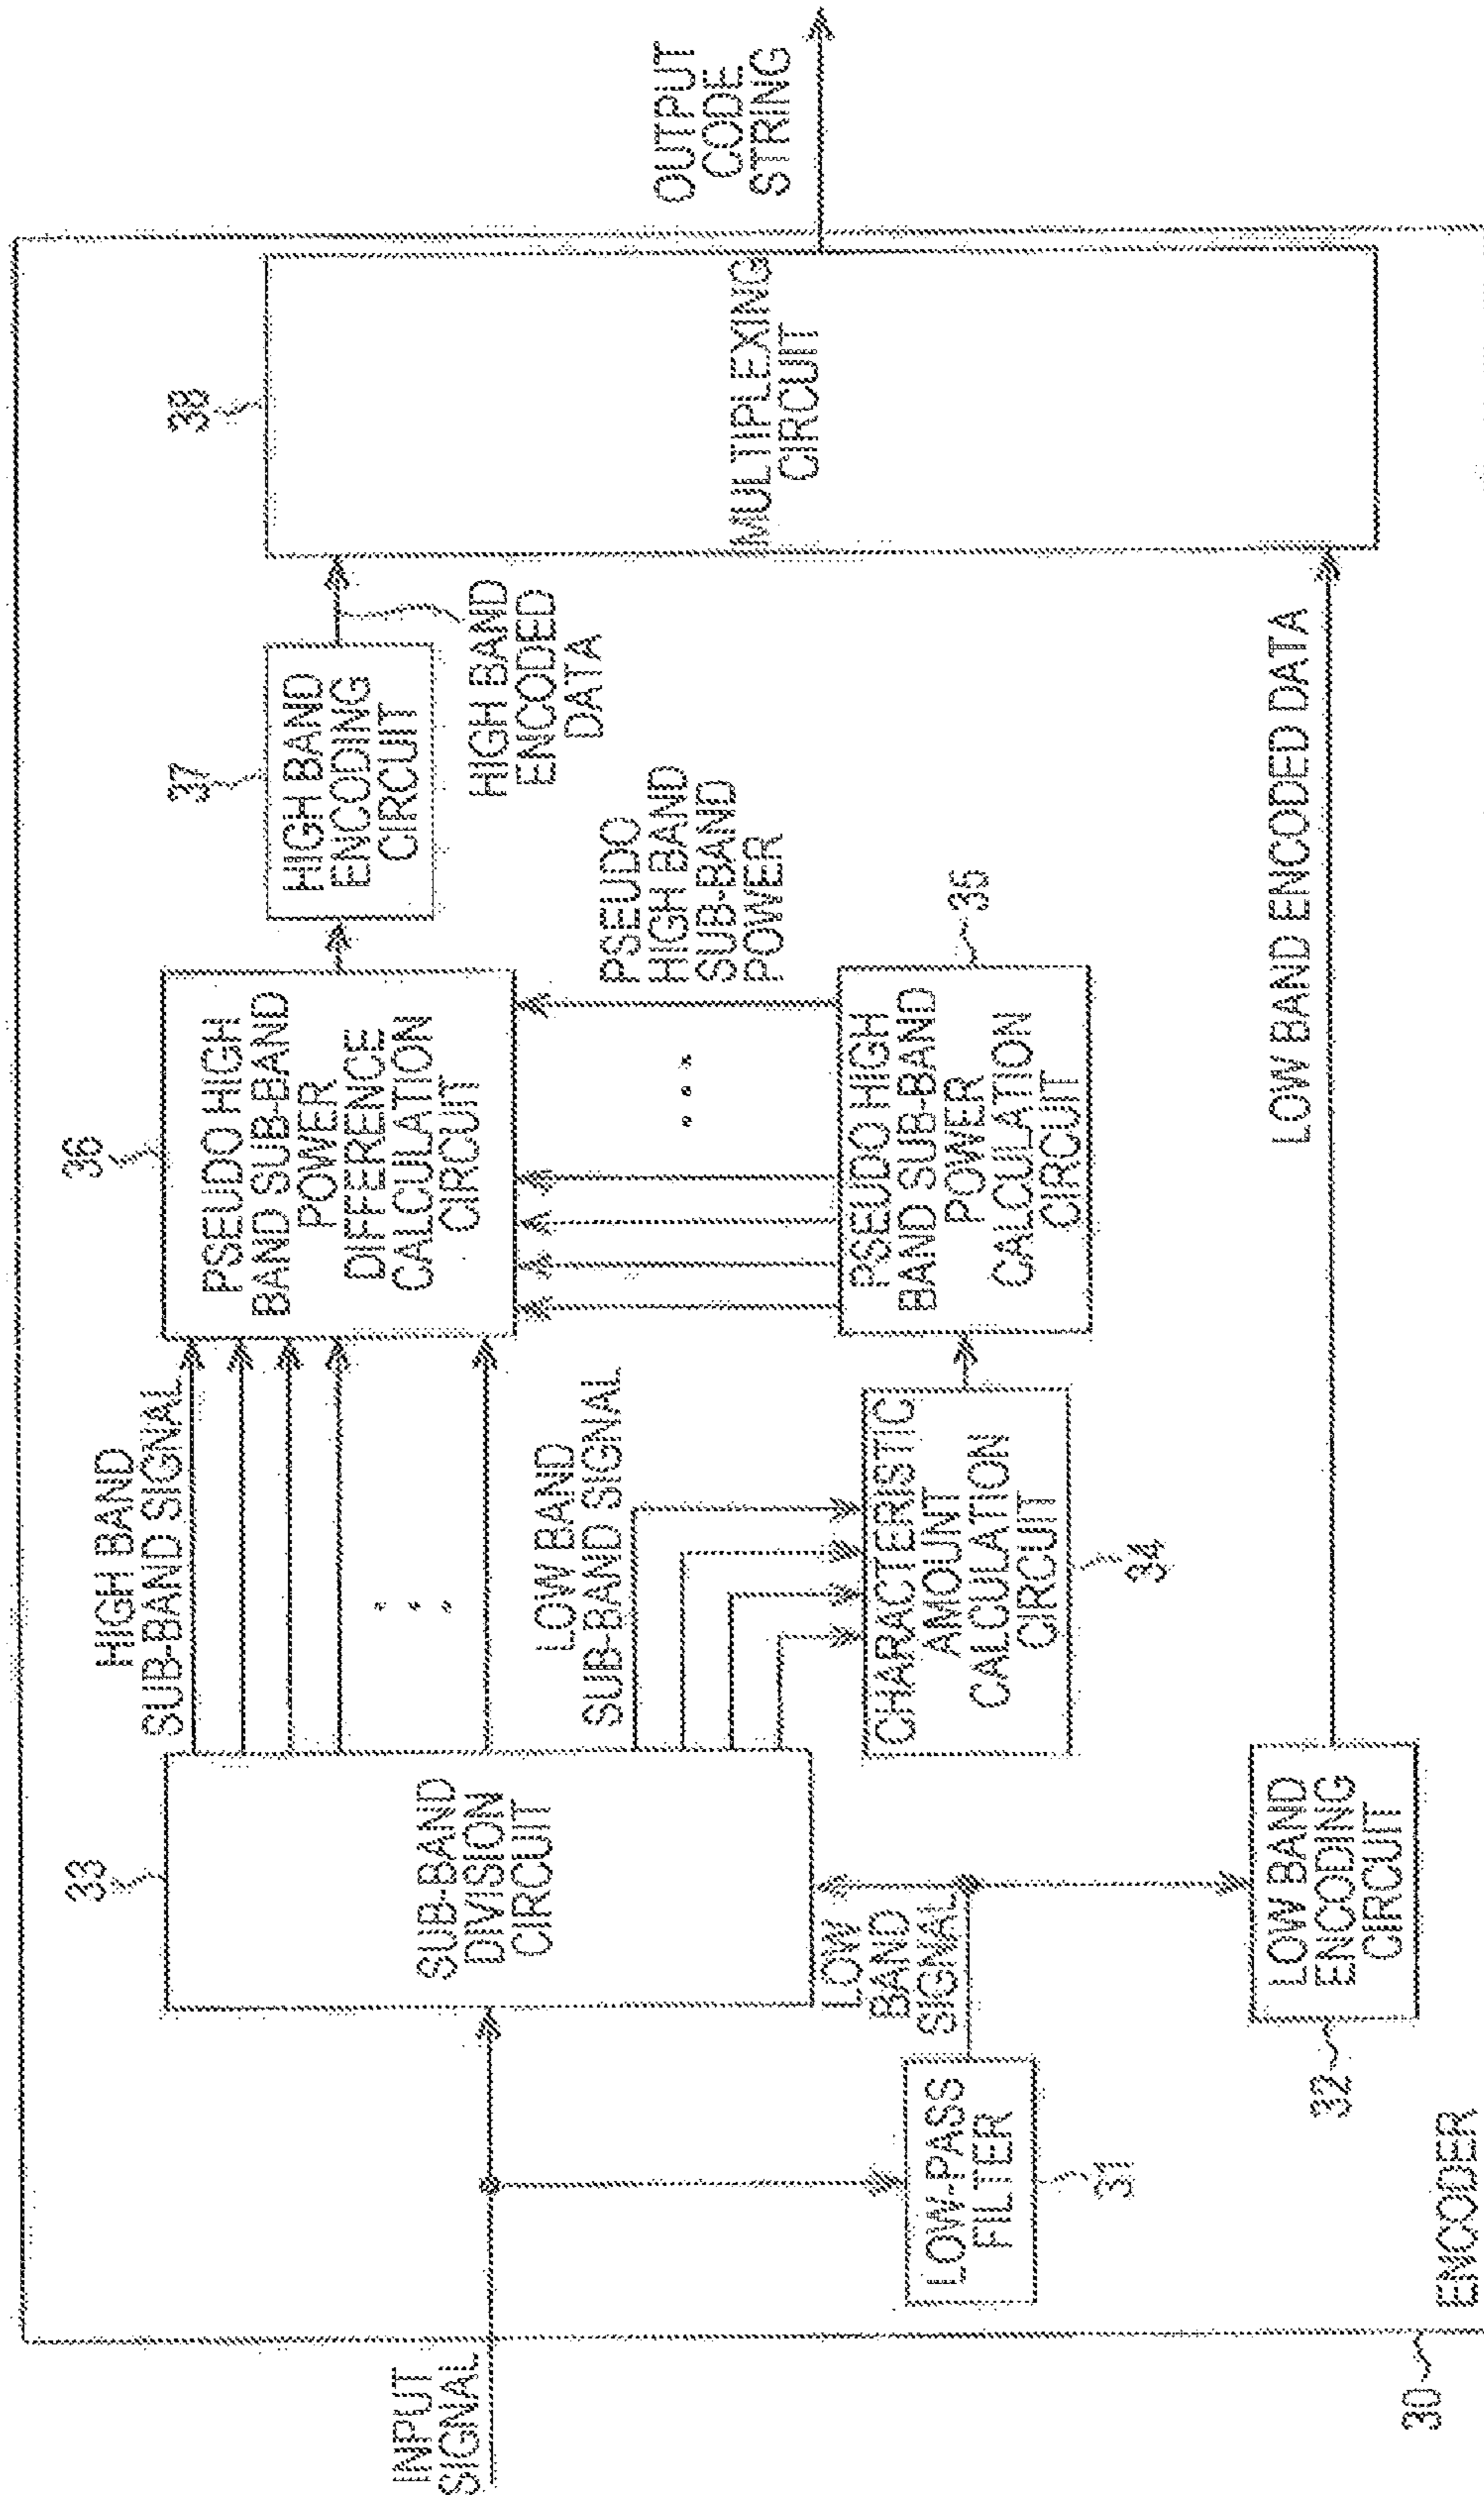 INPUT
SIGNAL
30
ENCODER
33
SUB-BAND
DIVISION
CIRCUIT
LOW-PASS
FILTER
31
LOW
BAND
SIGNAL
LOW BAND
ENCODING
CIRCUIT
32
HIGH BAND
SUB-BAND SIGNAL
LOW BAND
SUB-BAND SIGNAL
CHARACTERISTIC
AMOUNT
CALCULATION
CIRCUIT
34
36
PSEUDO HIGH
BAND SUB-BAND
POWER
DIFFERENCE
CALCULATION
CIRCUIT
PSEUDO
HIGH BAND
SUB-BAND
POWER
PSEUDO HIGH
BAND SUB-BAND
POWER
CALCULATION
CIRCUIT
35
37
HIGH BAND
ENCODING
CIRCUIT
HIGH BAND
ENCODED
DATA
LOW BAND ENCODED DATA
38
MULTIPLEXING
CIRCUIT
OUTPUT
CODE
STRING